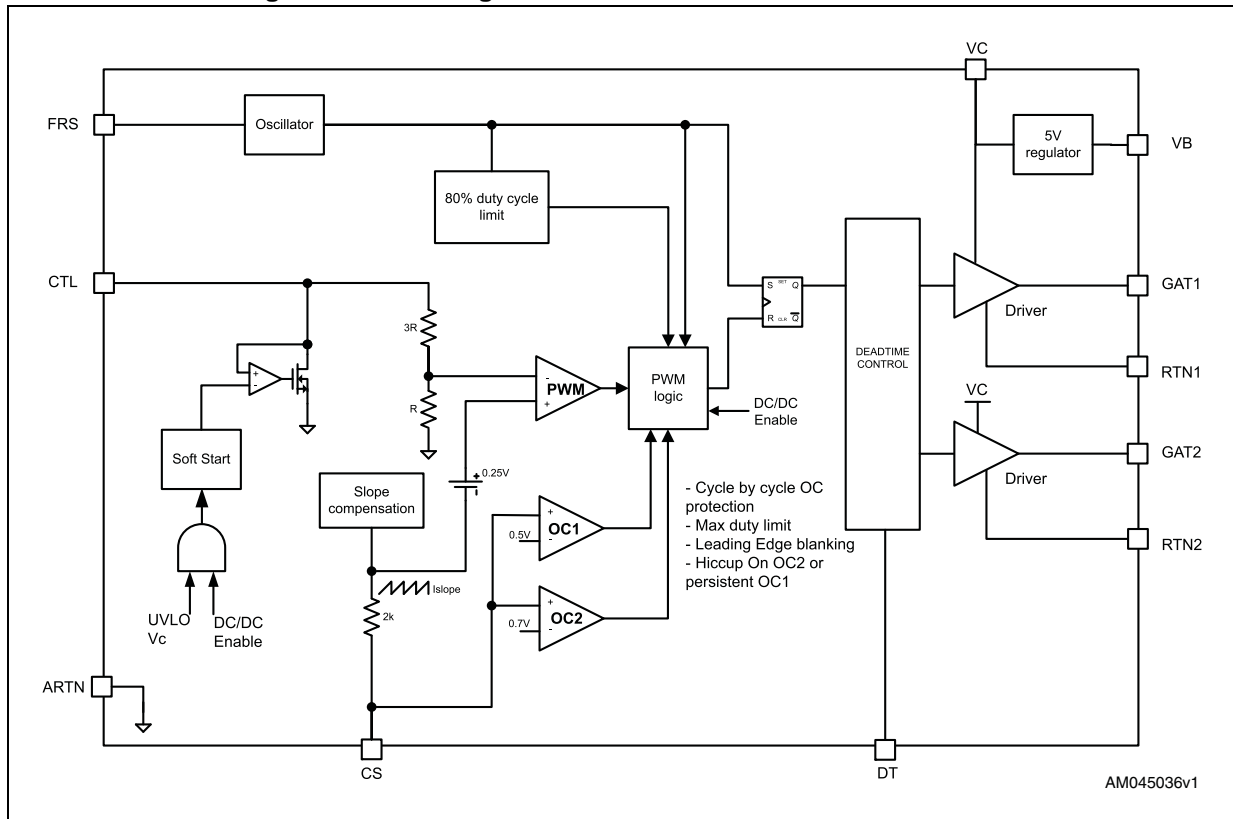 VC
FRS
Oscillator
5V
regulator
VB
80% duty cycle
limit
CTL
3R
S SET Q
R CLR Q
GAT1
Driver
DEADTIME
CONTROL
+
-
R
-
PWM
+
PWM
logic
RTN1
DC/DC
Enable
VC
Soft Start
0.25V
+
-
GAT2
Driver
Slope
compensation
+
OC1
0.5V
-
- Cycle by cycle OC
protection
- Max duty limit
- Leading Edge blanking
- Hiccup On OC2 or
persistent OC1
RTN2
Islope
2k
+
OC2
0.7V
-
UVLO
Vc
DC/DC
Enable
ARTN
CS
DT
AM045036v1